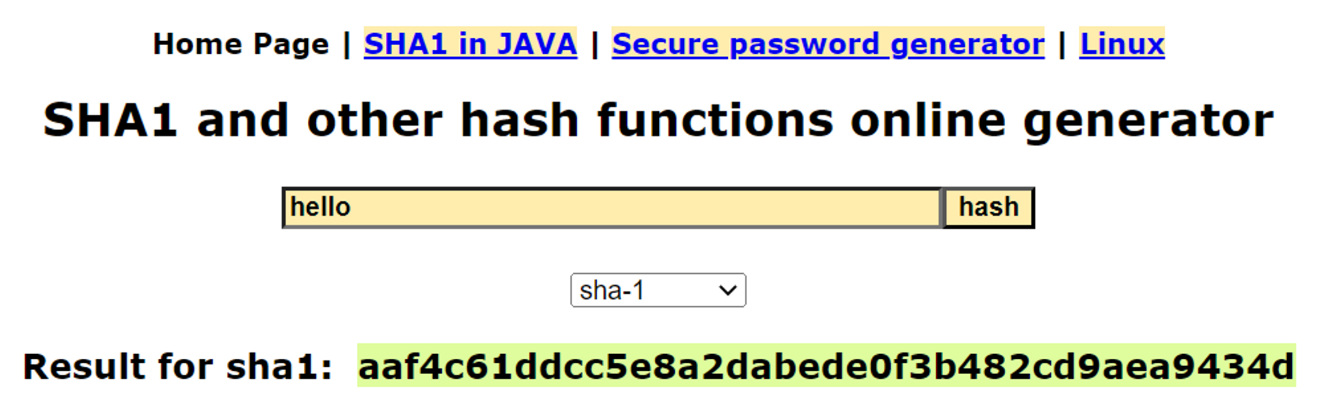 Home Page | SHA1 in JAVA | Secure password generator | Linux
SHA1 and other hash functions online generator
hello hash
sha-1
Result for sha1: aaf4c61ddcc5e8a2dabede0f3b482cd9aea9434d